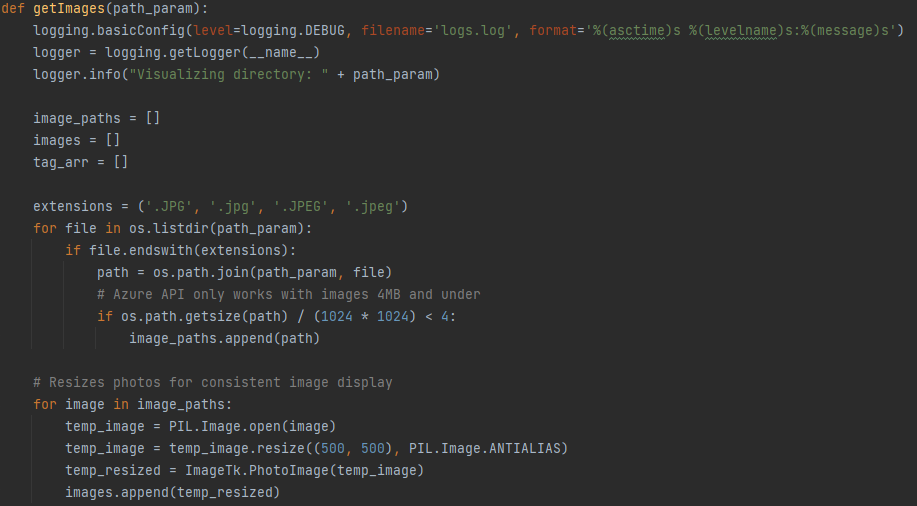 def getImages(path_param):
    logging.basicConfig(level=logging.DEBUG, filename='logs.log', format='%(asctime)s %(levelname)s:%(message)s')
    logger = logging.getLogger(__name__)
    logger.info("Visualizing directory: " + path_param)

    image_paths = []
    images = []
    tag_arr = []

    extensions = ('.JPG', '.jpg', '.JPEG', '.jpeg')
    for file in os.listdir(path_param):
        if file.endswith(extensions):
            path = os.path.join(path_param, file)
            # Azure API only works with images 4MB and under
            if os.path.getsize(path) / (1024 * 1024) < 4:
                image_paths.append(path)

    # Resizes photos for consistent image display
    for image in image_paths:
        temp_image = PIL.Image.open(image)
        temp_image = temp_image.resize((500, 500), PIL.Image.ANTIALIAS)
        temp_resized = ImageTk.PhotoImage(temp_image)
        images.append(temp_resized)